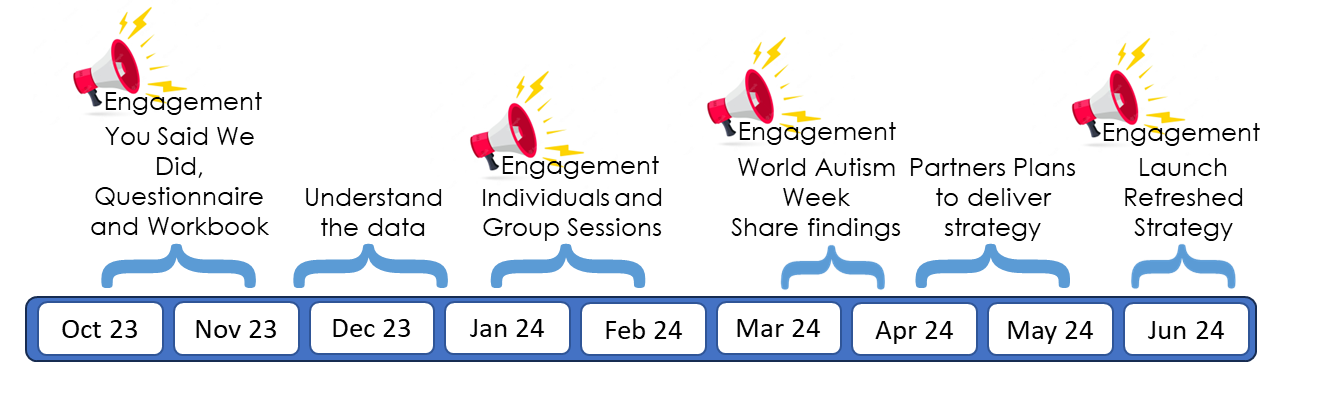 Engagement
You Said We
Did,
Questionnaire
and Workbook
Understand
the data
Engagement
Individuals and
Group Sessions
Engagement
World Autism
Week
Share findings
Partners Plans
to deliver
strategy
Engagement
Launch
Refreshed
Strategy
Oct 23
Nov 23
Dec 23
Jan 24
Feb 24
Mar 24
Apr 24
May 24
Jun 24